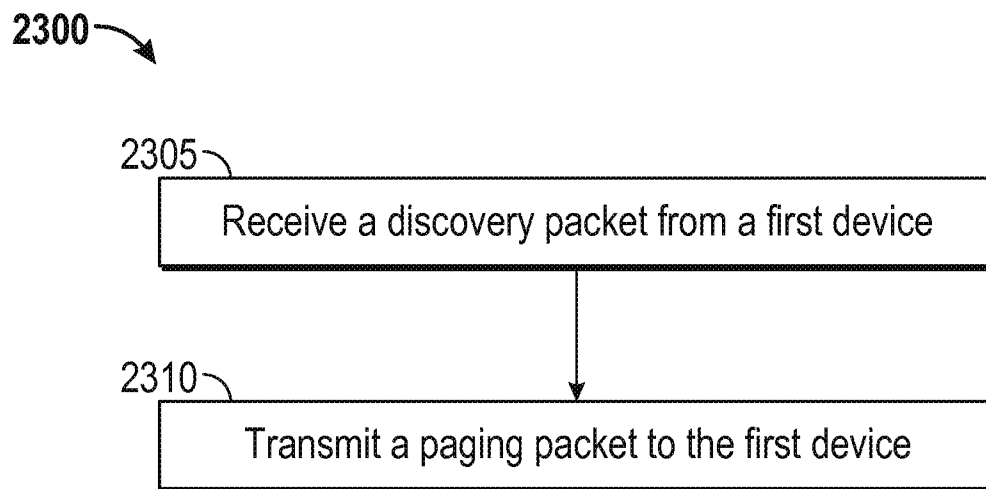 2300
2305
Receive a discovery packet from a first device
2310
Transmit a paging packet to the first device